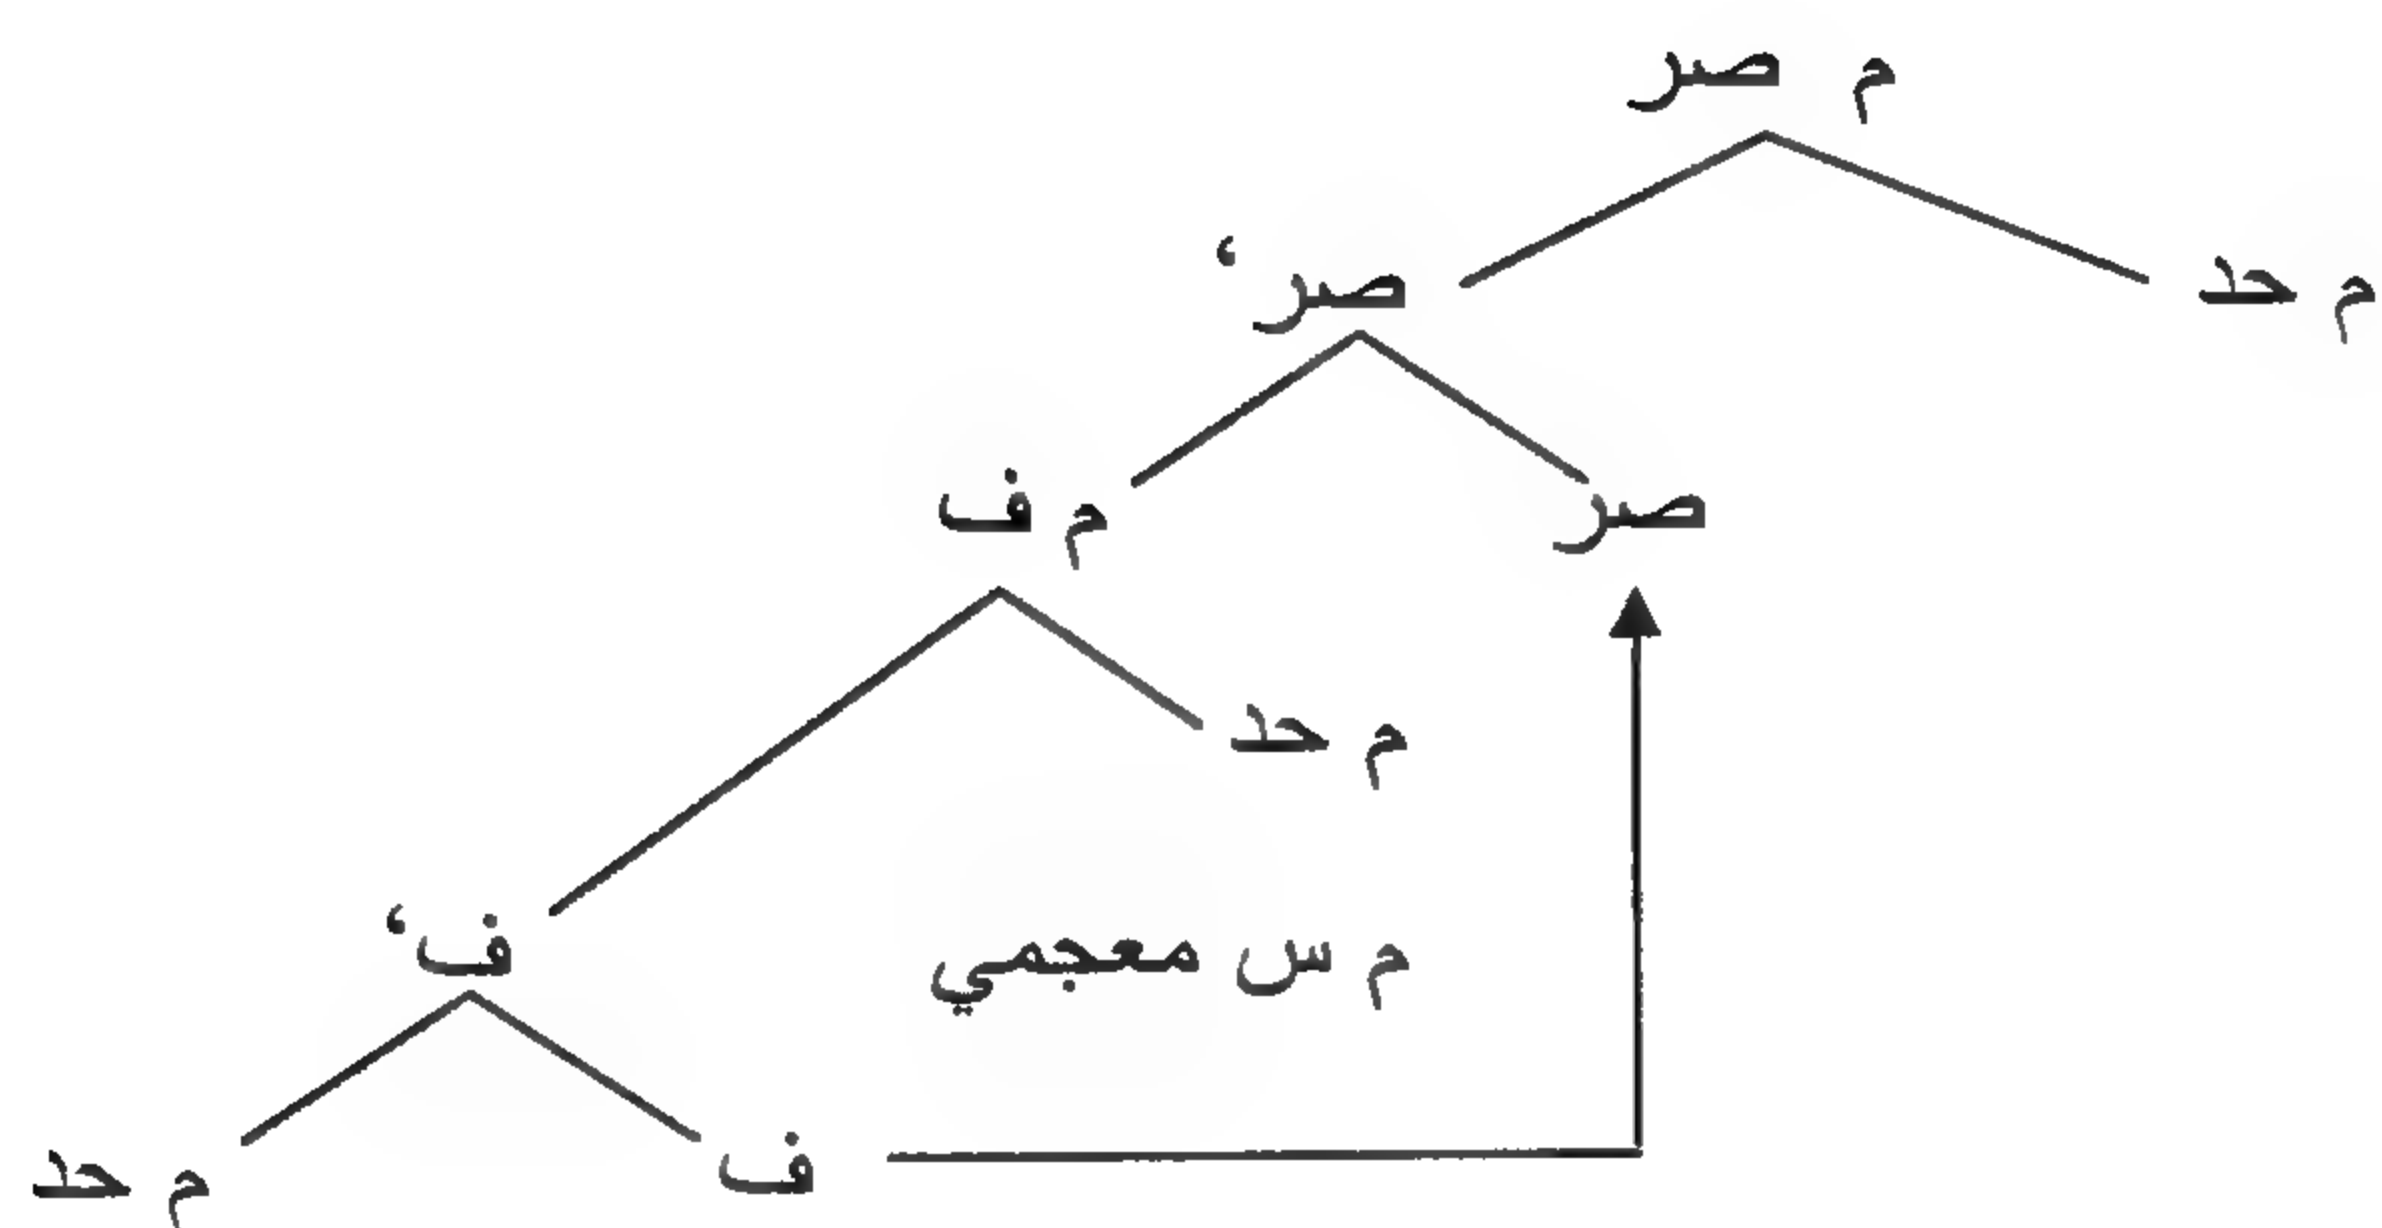 م صر
م حد
صر‘
صر
م ف
م حد
ف‘
م س معجمي
ف
م حد